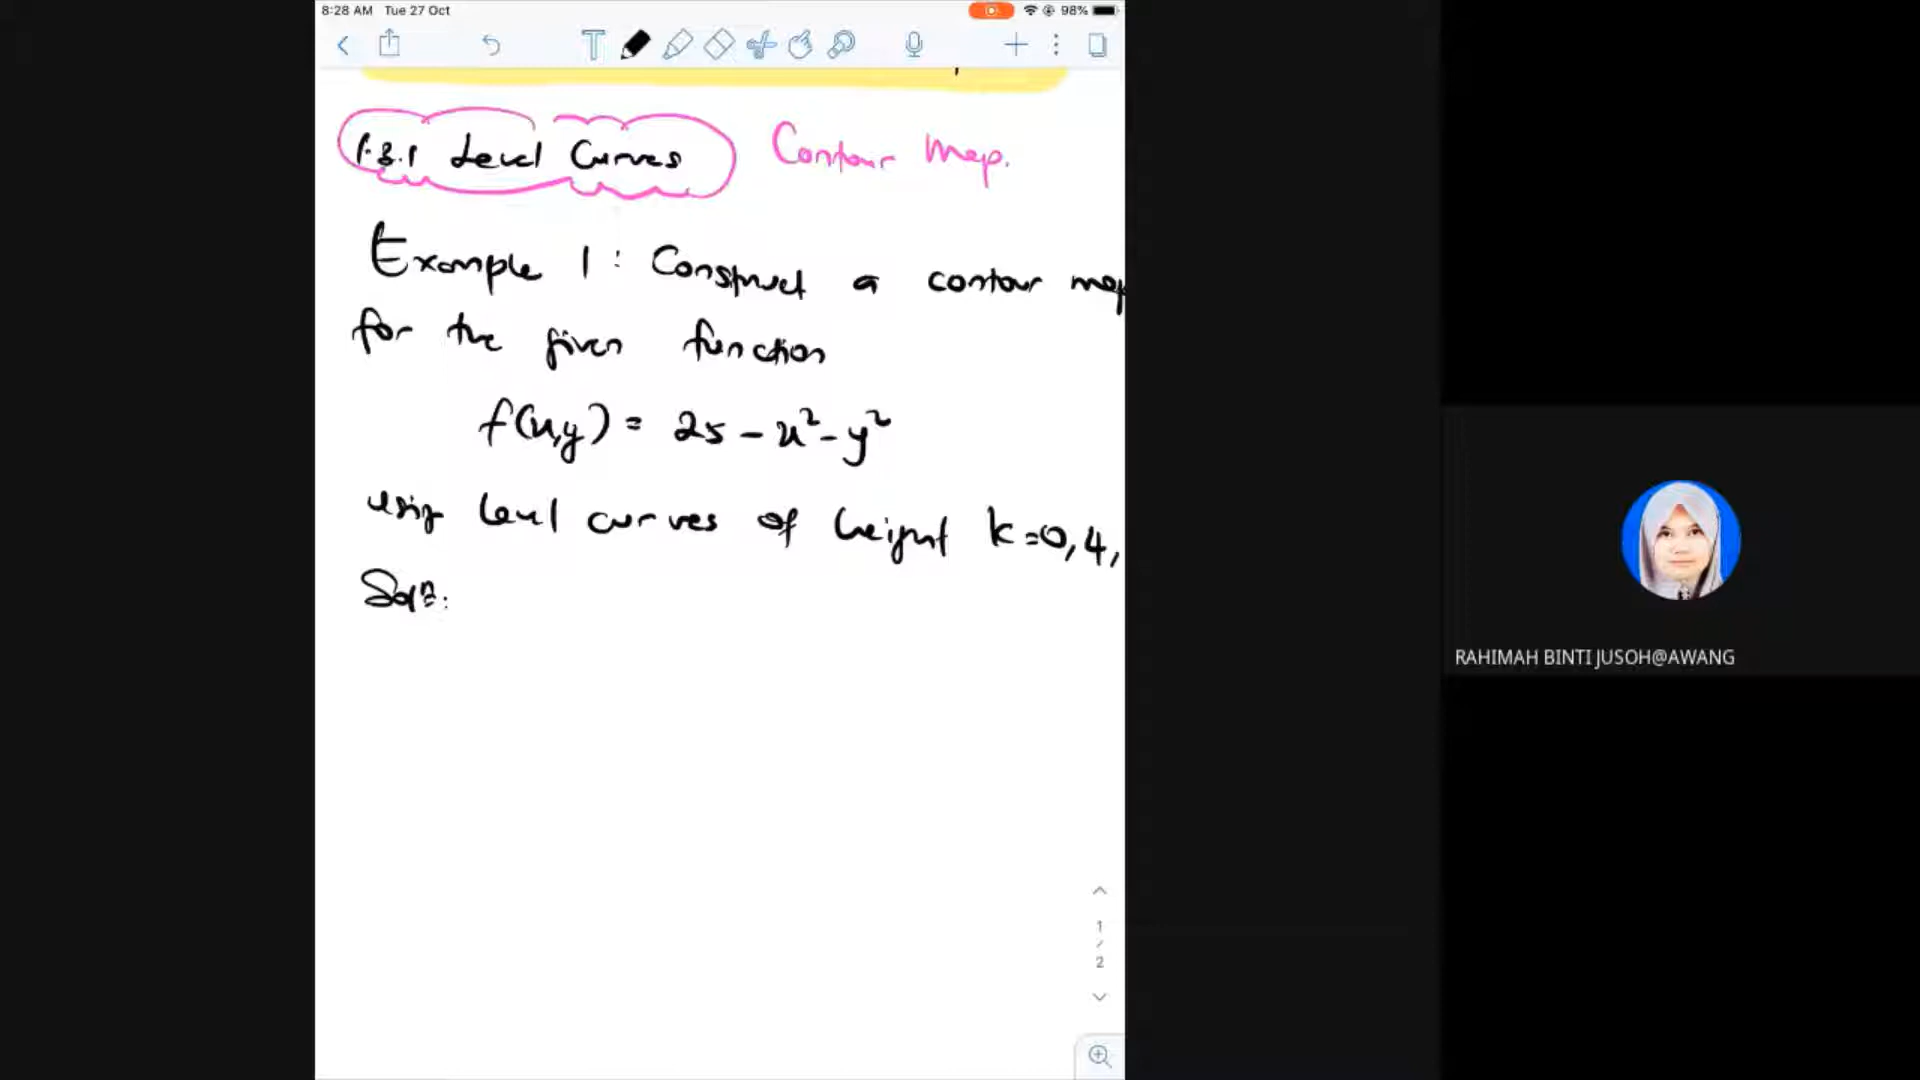 8:28 AM Tue 27 Oct 98%
1.3.1 Level Curves Contour Map.
Example 1: Construct a contour map
for the given function
f(x,y) = 25 - x² - y²
using level curves of height k=0,4,
Solⁿ:
RAHIMAH BINTI JUSOH@AWANG
1
/
2